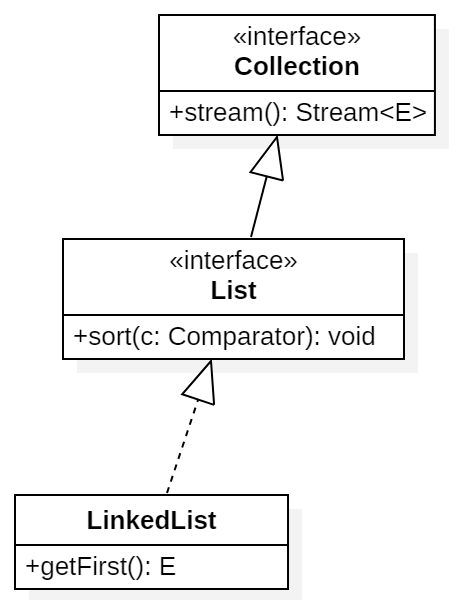 «interface»
Collection
+stream(): Stream<E>
«interface»
List
+sort(c: Comparator): void
LinkedList
+getFirst(): E